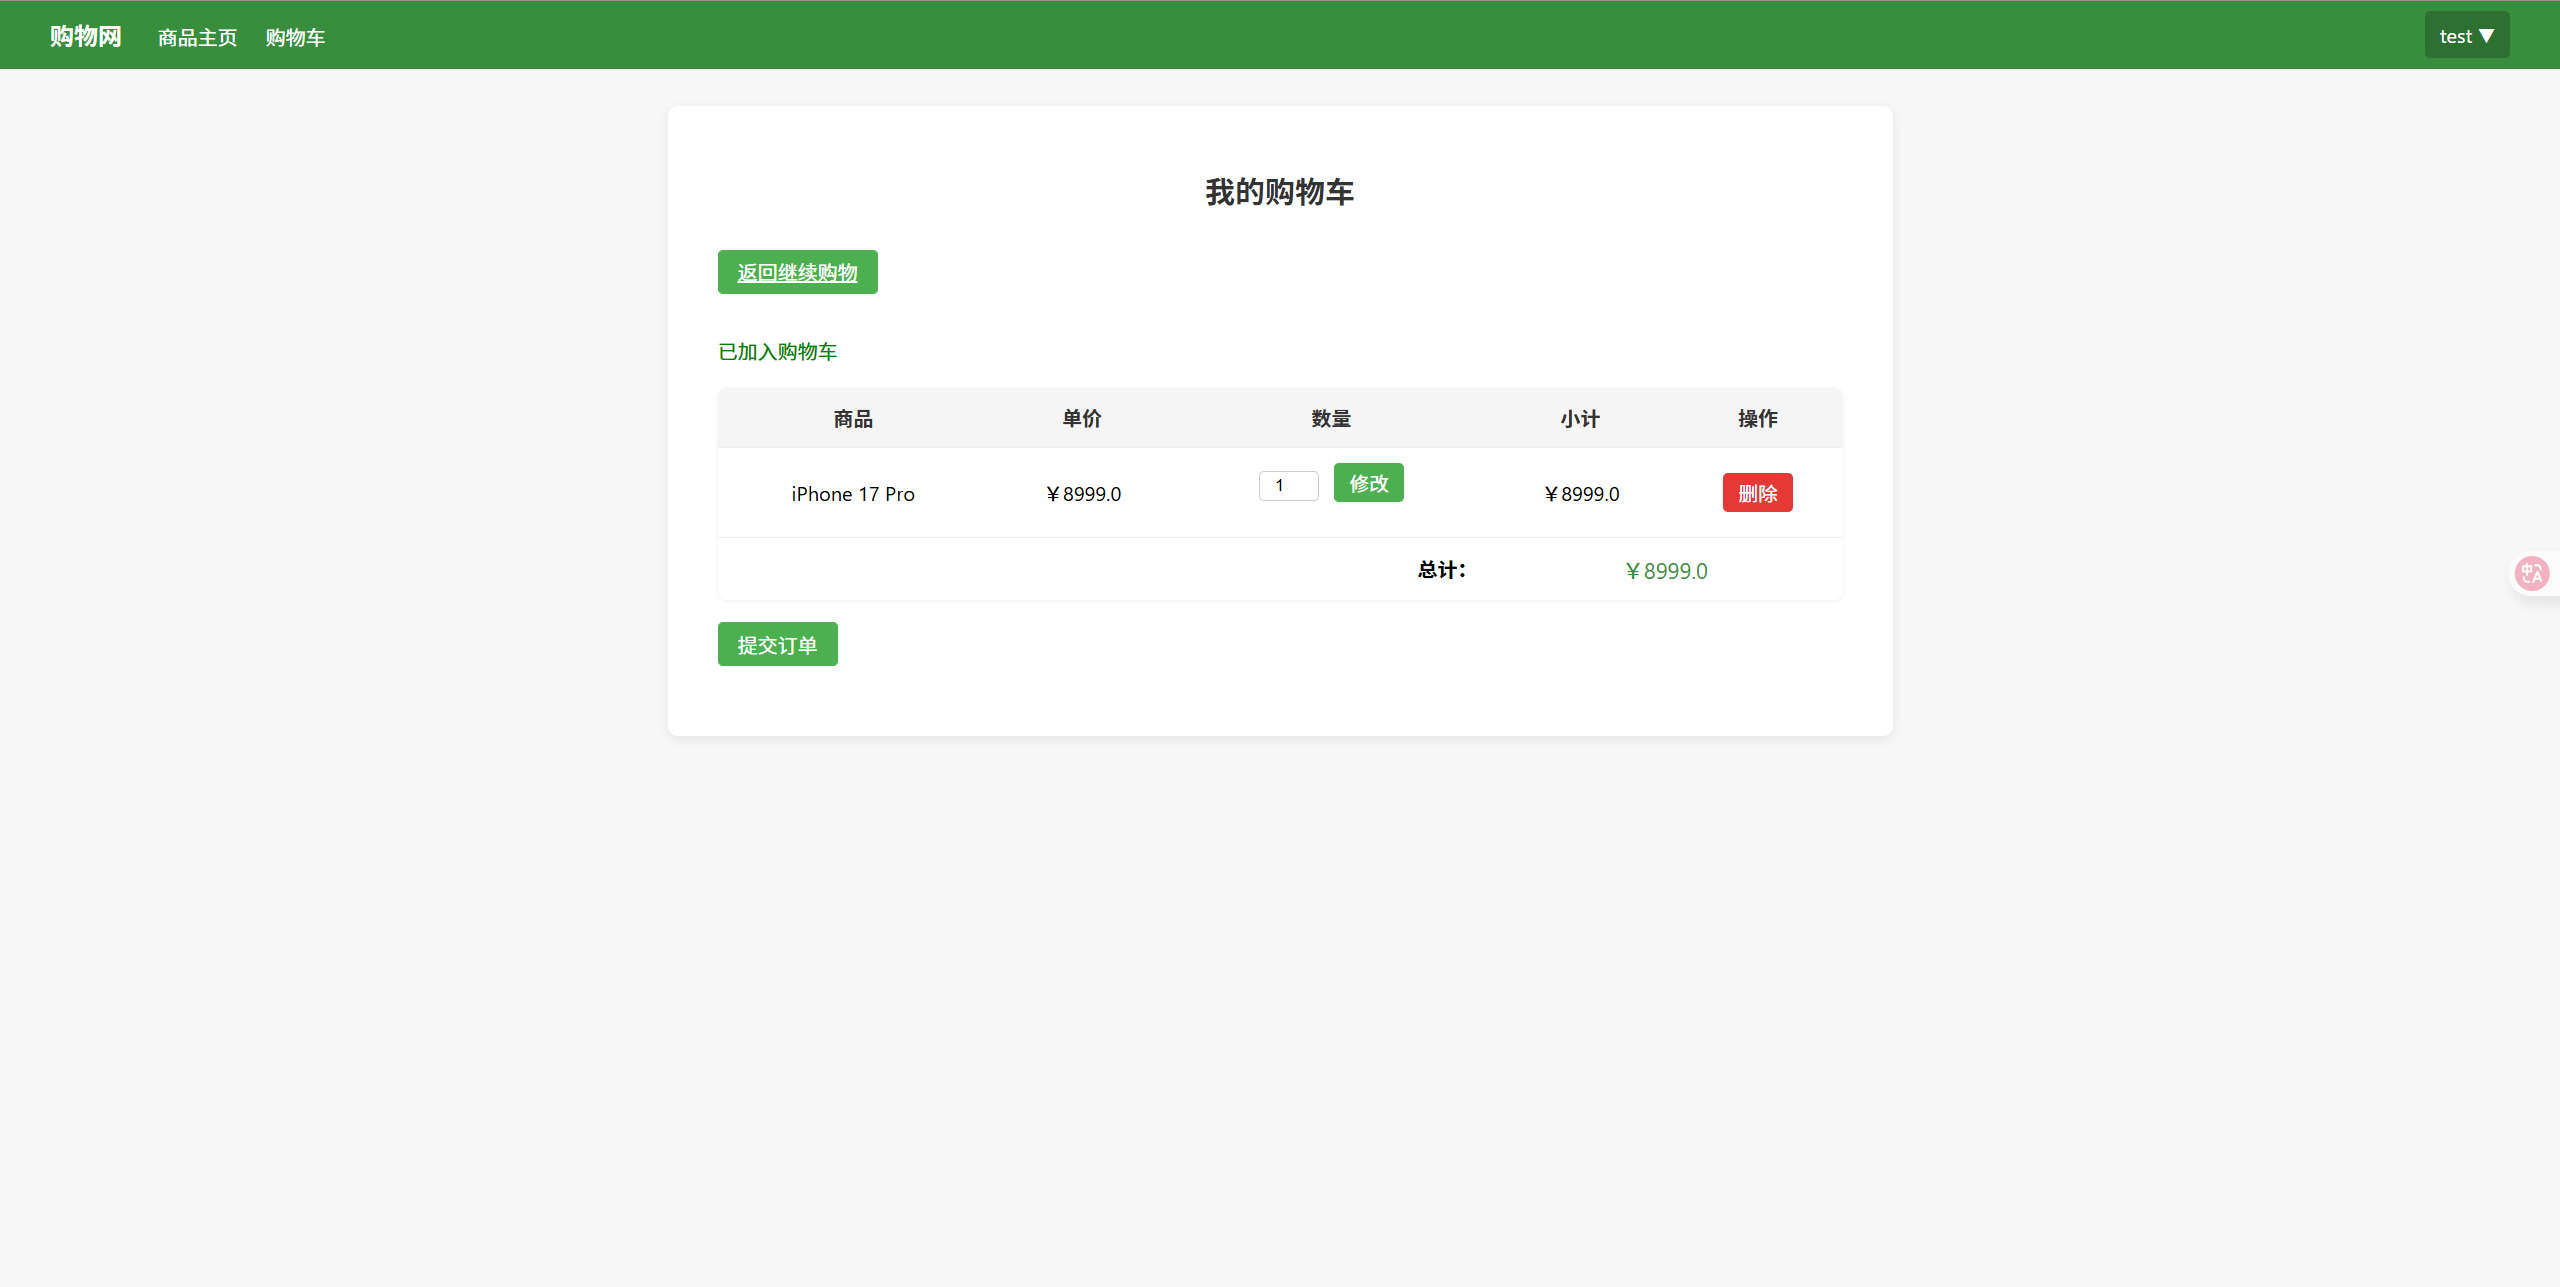 购物网 商品主页 购物车 test ▼
我的购物车
返回继续购物
已加入购物车
商品 单价 数量 小计 操作
iPhone 17 Pro ￥8999.0 1 修改 ￥8999.0 删除
总计： ￥8999.0
提交订单
中A